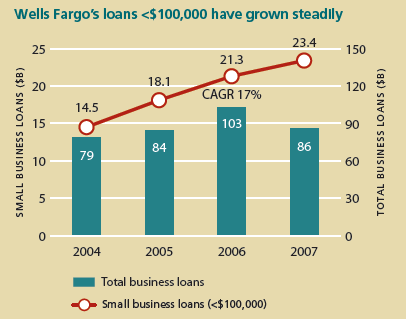 Wells Fargo's loans <$100,000 have grown steadily
SMALL BUSINESS LOANS ($B)
25
20
15
10
5
0
14.5
18.1
21.3
23.4
CAGR 17%
79
84
103
86
150
120
90
60
30
0
TOTAL BUSINESS LOANS ($B)
2004 2005 2006 2007
Total business loans
Small business loans (<$100,000)